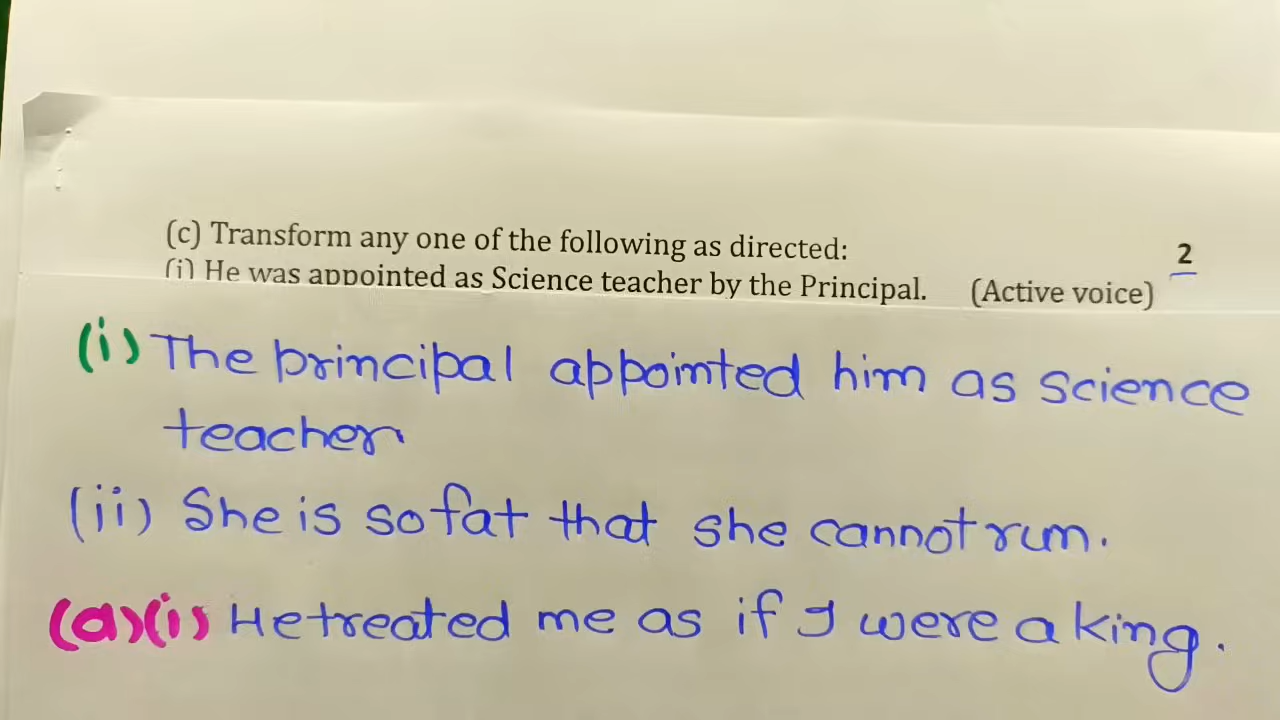 (c) Transform any one of the following as directed:
2
(i) He was appointed as Science teacher by the Principal. (Active voice)
(i) The principal appointed him as science
teacher
(ii) She is so fat that she cannot run.
(a)(i) He treated me as if I were a king.